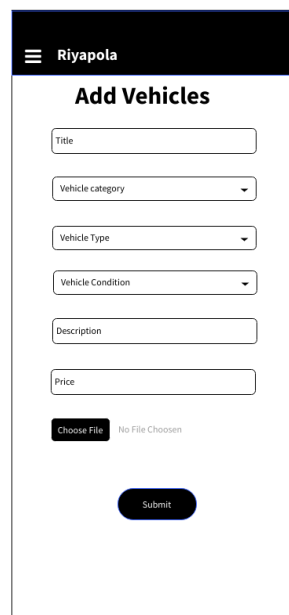 Riyapola
Add Vehicles
Title
Vehicle category
Vehicle Type
Vehicle Condition
Description
Price
Choose File No File Choosen
Submit